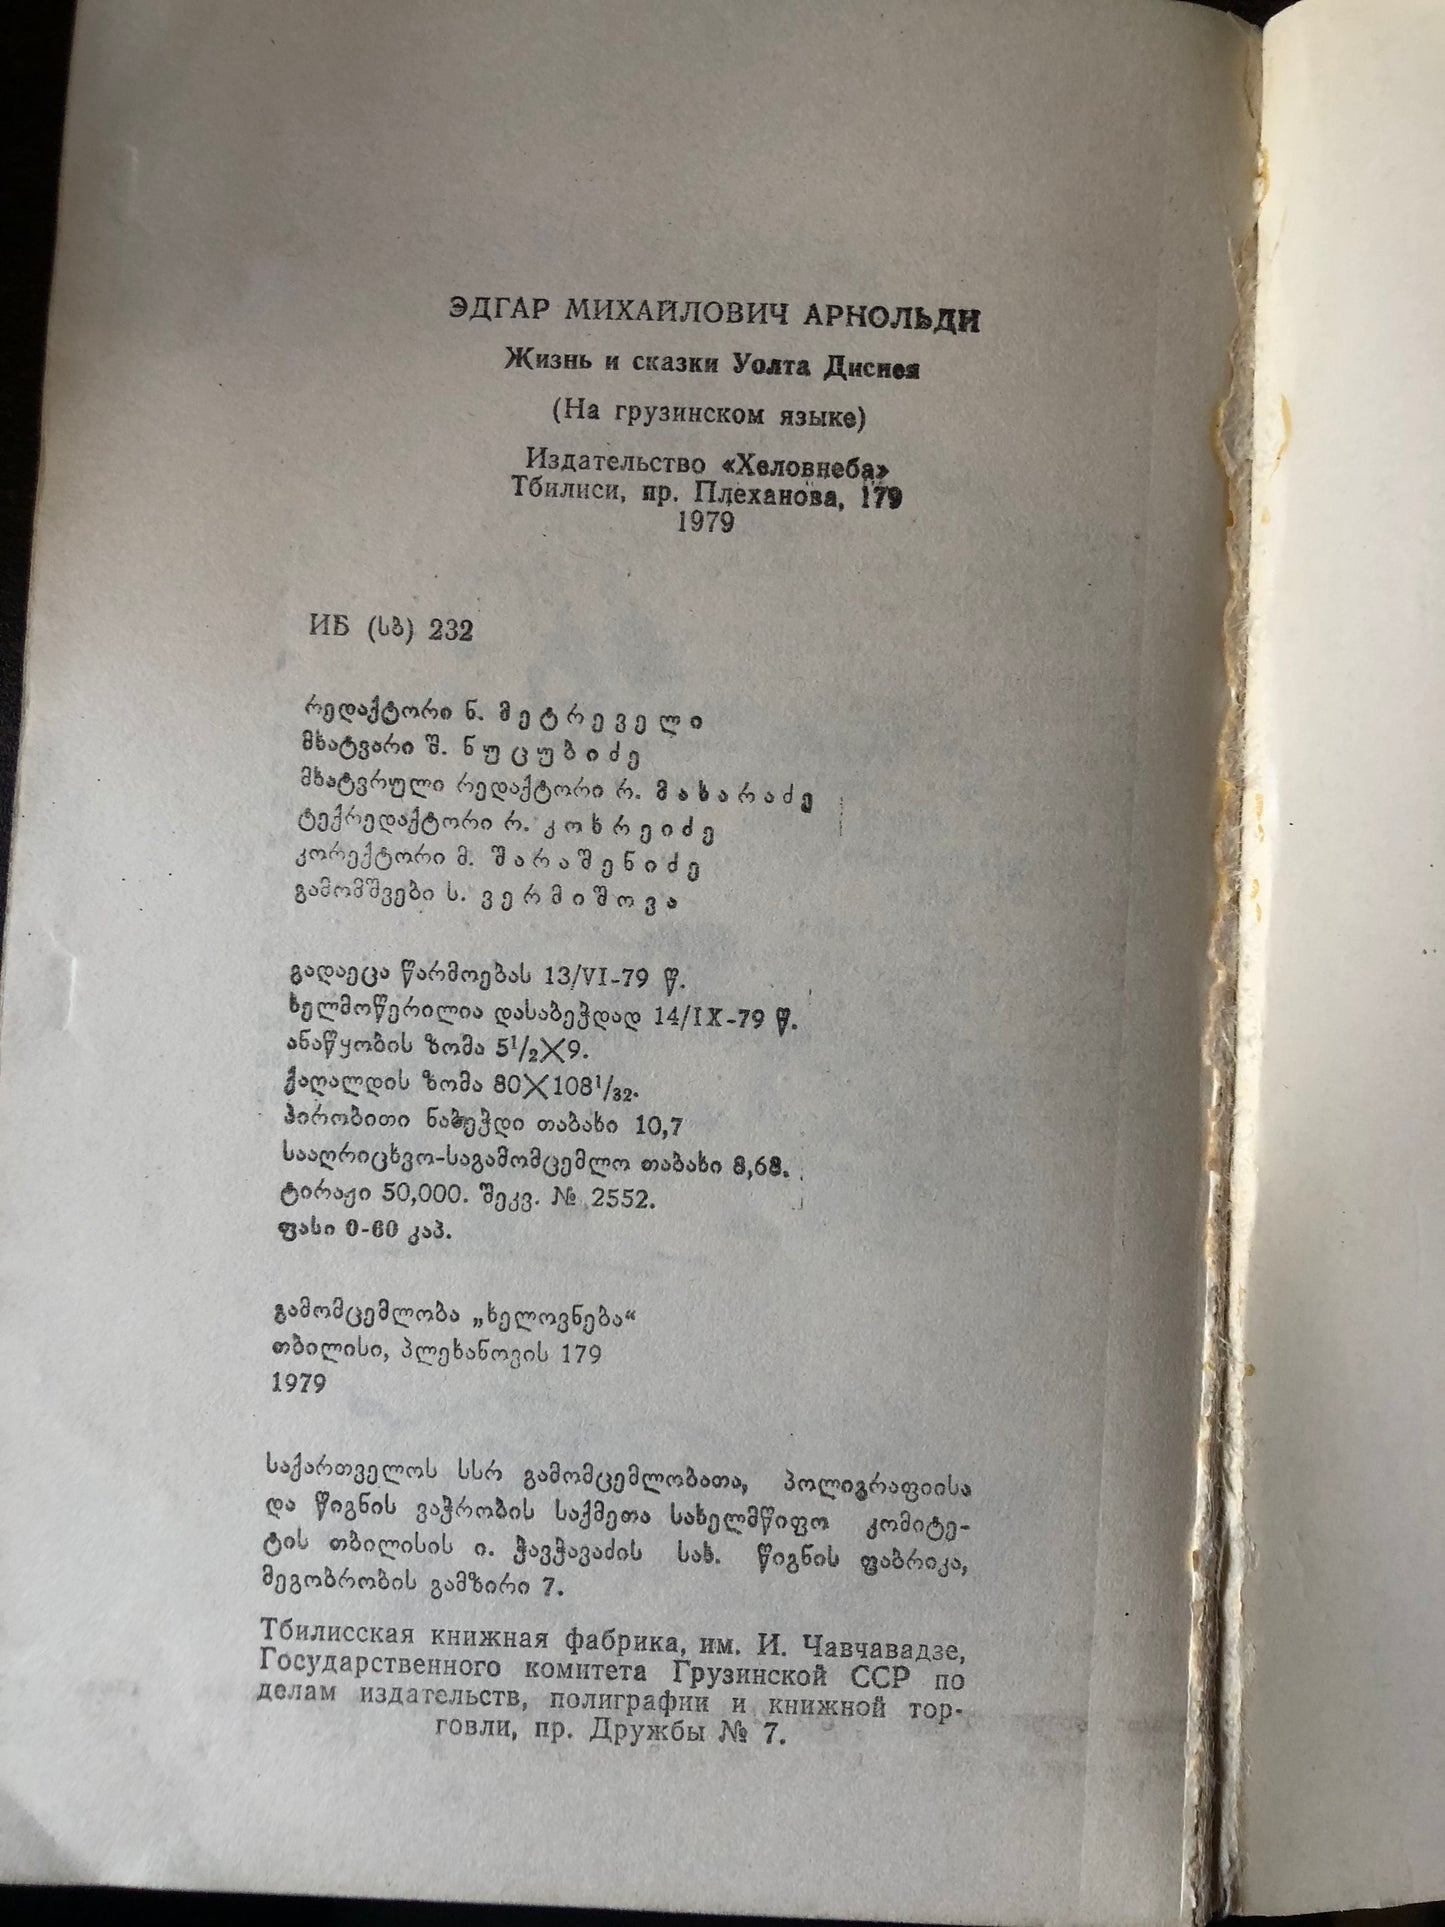 ЭДГАР МИХАЙЛОВИЧ АРНОЛЬДИ
Жизнь и сказки Уолта Диснея
(На грузинском языке)
Издательство «Хеловнеба»
Тбилиси, пр. Плеханова, 179
1979
ИБ (სბ) 232
რედაქტორი ნ. მეტრეველი
მხატვარი შ. ნუცუბიძე
მხატვრული რედაქტორი რ. მახარაძე
ტექრედაქტორი რ. კოხრეიძე
კორექტორი მ. შარაშენიძე
გამომშვები ს. ვერმიშოვა
გადაეცა წარმოებას 13/VI-79 წ.
ხელმოწერილია დასაბეჭდად 14/IX-79 წ.
ანაწყობის ზომა 5¹/₂×9.
ქაღალდის ზომა 80×108¹/₃₂.
პირობითი ნაბეჭდი თაბახი 10,7
სააღრიცხვო-საგამომცემლო თაბახი 8,68.
ტირაჟი 50,000. შეკვ. № 2552.
ფასი 0-60 კაპ.
გამომცემლობა „ხელოვნება“
თბილისი, პლეხანოვის 179
1979
საქართველოს სსრ გამომცემლობათა, პოლიგრაფიისა
და წიგნის ვაჭრობის საქმეთა სახელმწიფო კომიტე-
ტის თბილისის ი. ჭავჭავაძის სახ. წიგნის ფაბრიკა,
მეგობრობის გამზირი 7.
Тбилисская книжная фабрика, им. И. Чавчавадзе,
Государственного комитета Грузинской ССР по
делам издательств, полиграфии и книжной тор-
говли, пр. Дружбы № 7.